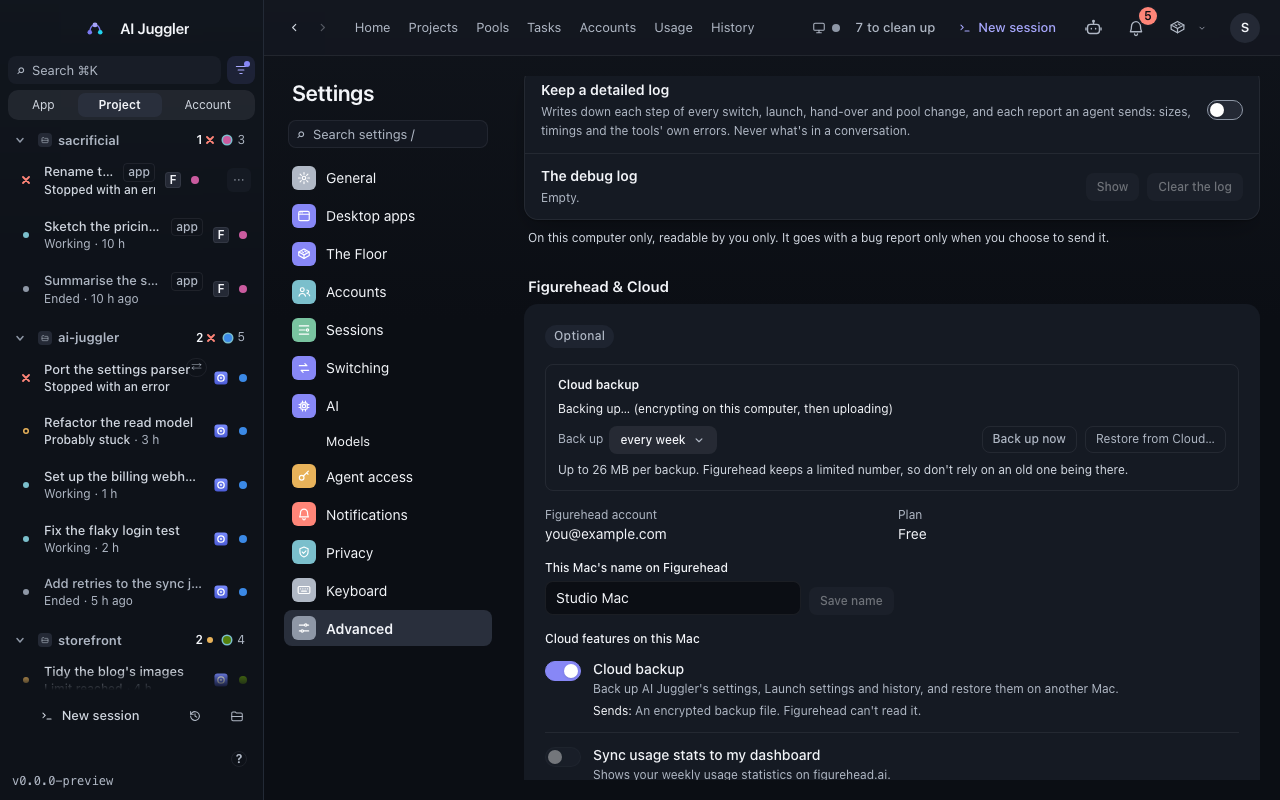 AI Juggler
Home Projects Pools Tasks Accounts Usage History
7 to clean up
New session
5
S
Search ⌘K
App Project Account
sacrificial 1 3
Rename t... app F
Stopped with an err
Sketch the pricin... app F
Working · 10 h
Summarise the s... app F
Ended · 10 h ago
ai-juggler 2 5
Port the settings parser
Stopped with an error
Refactor the read model
Probably stuck · 3 h
Set up the billing webh...
Working · 1 h
Fix the flaky login test
Working · 2 h
Add retries to the sync j...
Ended · 5 h ago
storefront 2 4
Tidy the blog's images
New session
?
v0.0.0-preview
Settings
Search settings /
General
Desktop apps
The Floor
Accounts
Sessions
Switching
AI
Models
Agent access
Notifications
Privacy
Keyboard
Advanced
Keep a detailed log
Writes down each step of every switch, launch, hand-over and pool change, and each report an agent sends: sizes,
timings and the tools' own errors. Never what's in a conversation.
The debug log
Empty.
Show Clear the log
On this computer only, readable by you only. It goes with a bug report only when you choose to send it.
Figurehead & Cloud
Optional
Cloud backup
Backing up... (encrypting on this computer, then uploading)
Back up every week Back up now Restore from Cloud...
Up to 26 MB per backup. Figurehead keeps a limited number, so don't rely on an old one being there.
Figurehead account Plan
you@example.com Free
This Mac's name on Figurehead
Studio Mac Save name
Cloud features on this Mac
Cloud backup
Back up AI Juggler's settings, Launch settings and history, and restore them on another Mac.
Sends: An encrypted backup file. Figurehead can't read it.
Sync usage stats to my dashboard
Shows your weekly usage statistics on figurehead.ai.